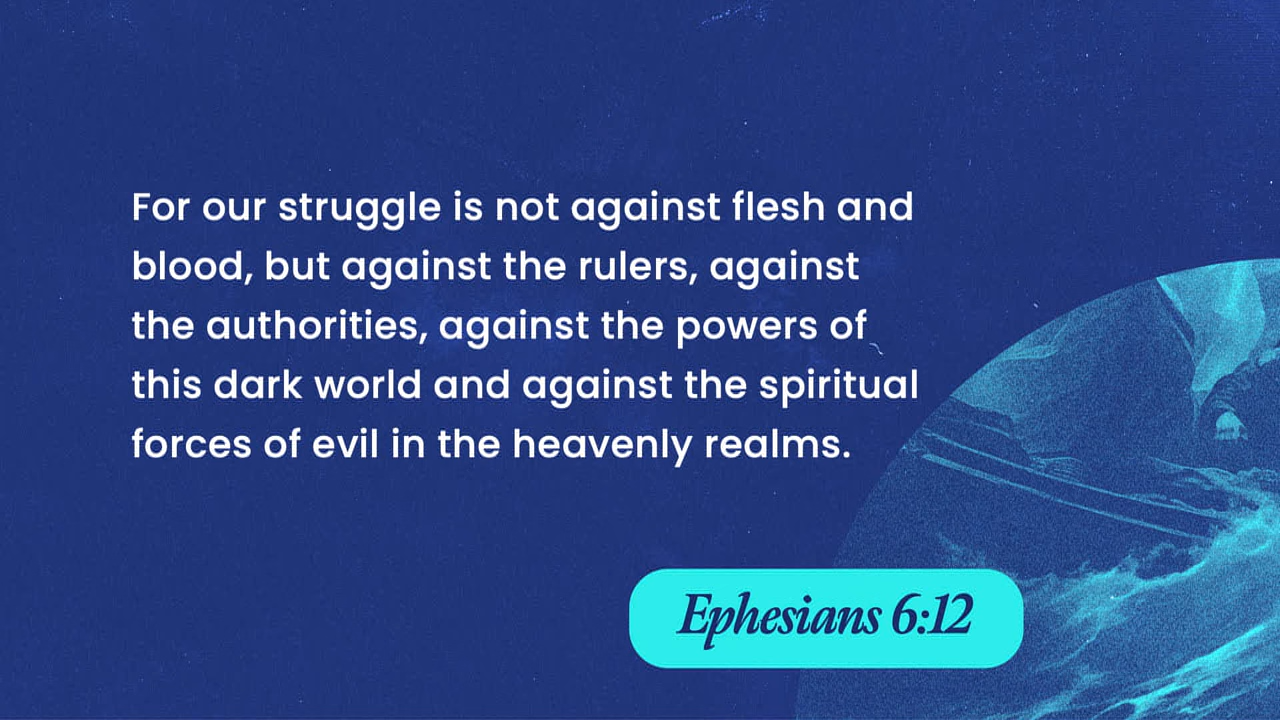 For our struggle is not against flesh and
blood, but against the rulers, against
the authorities, against the powers of
this dark world and against the spiritual
forces of evil in the heavenly realms.
Ephesians 6:12